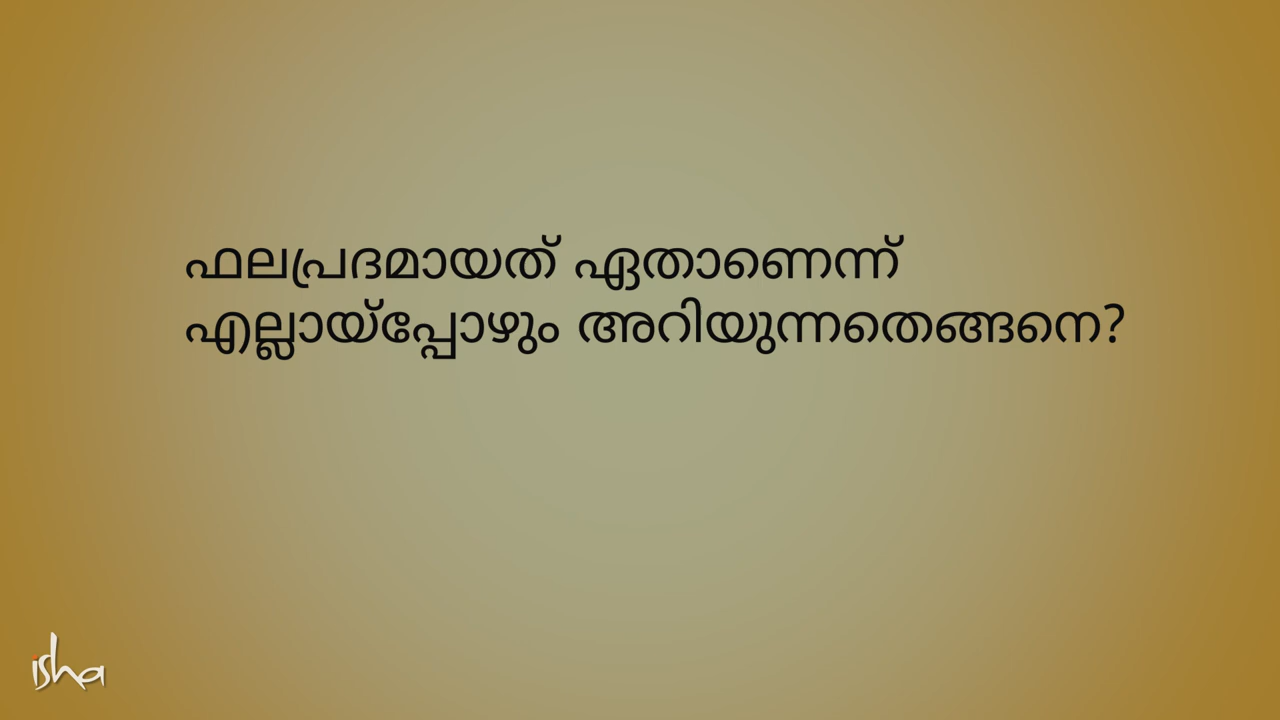 ഫലപ്രദമായത് ഏതാണെന്ന്
എല്ലായ്പ്പോഴും അറിയുന്നതെങ്ങനെ?
isha